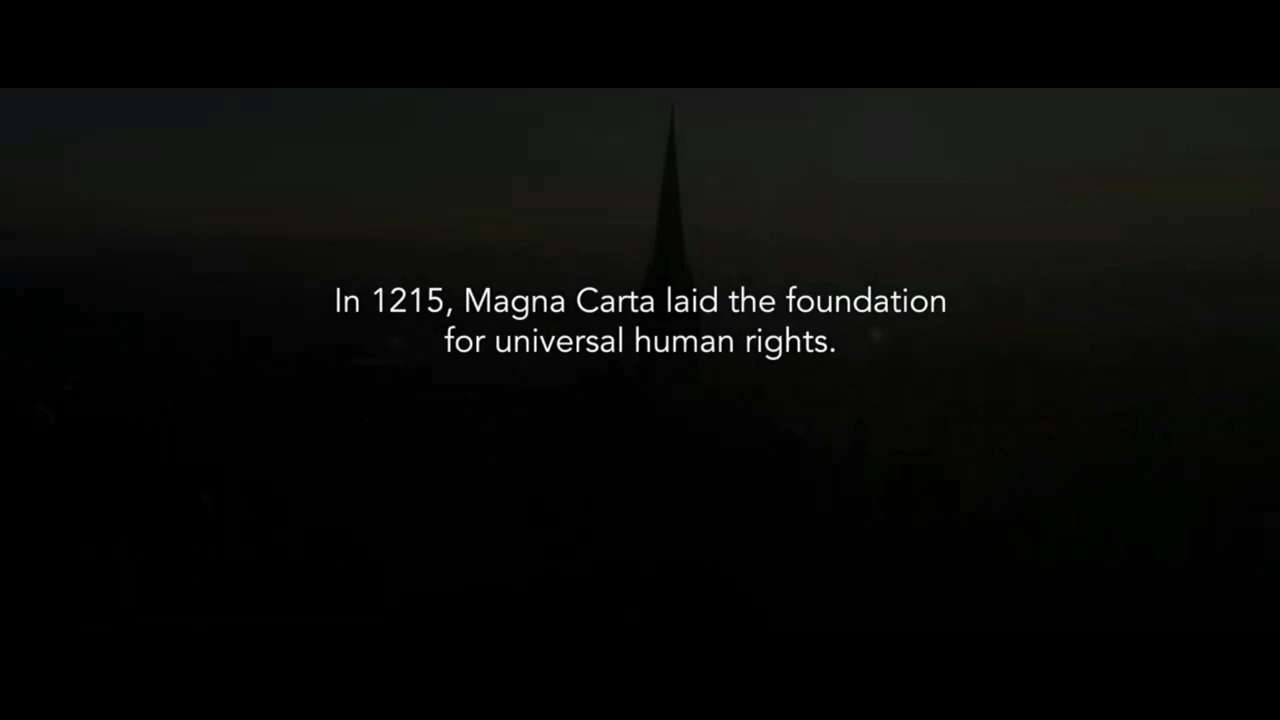 In 1215, Magna Carta laid the foundation
for universal human rights.